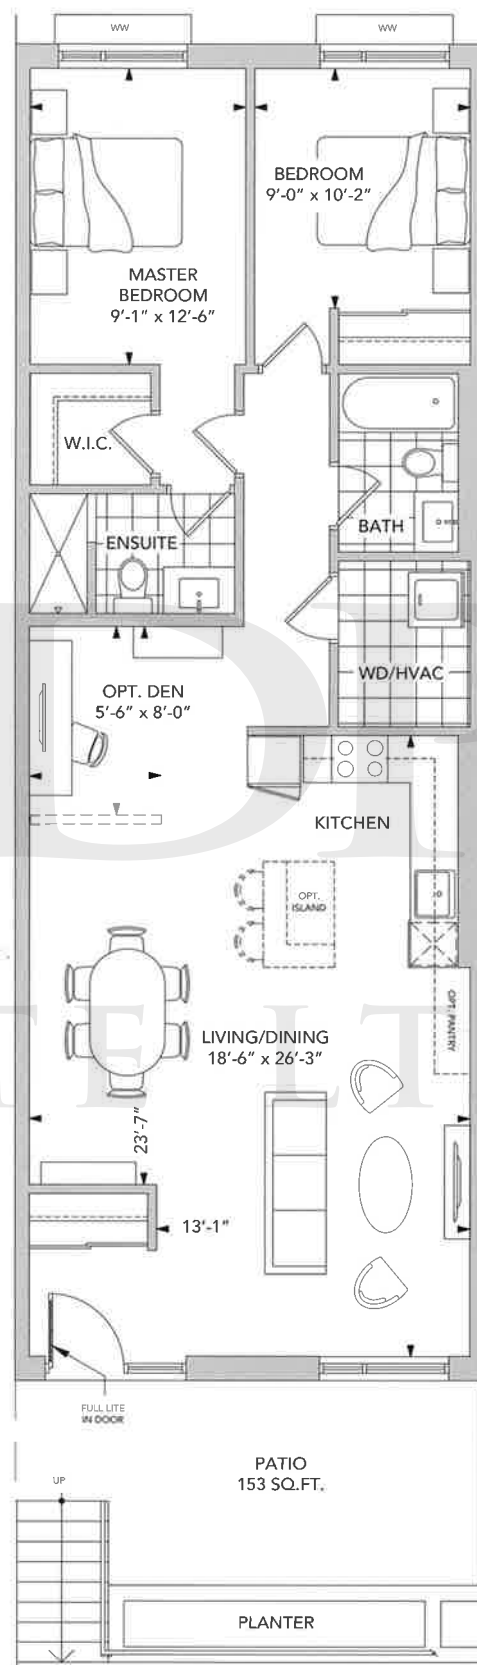 WW
WW
BEDROOM
9'-0" x 10'-2"
MASTER
BEDROOM
9'-1" x 12'-6"
W.I.C.
ENSUITE
BATH
WD/HVAC
OPT. DEN
5'-6" x 8'-0"
KITCHEN
OPT.
ISLAND
OPT. PANTRY
LIVING/DINING
18'-6" x 26'-3"
23'-7"
13'-1"
FULL LITE
IN DOOR
PATIO
153 SQ.FT.
UP
PLANTER